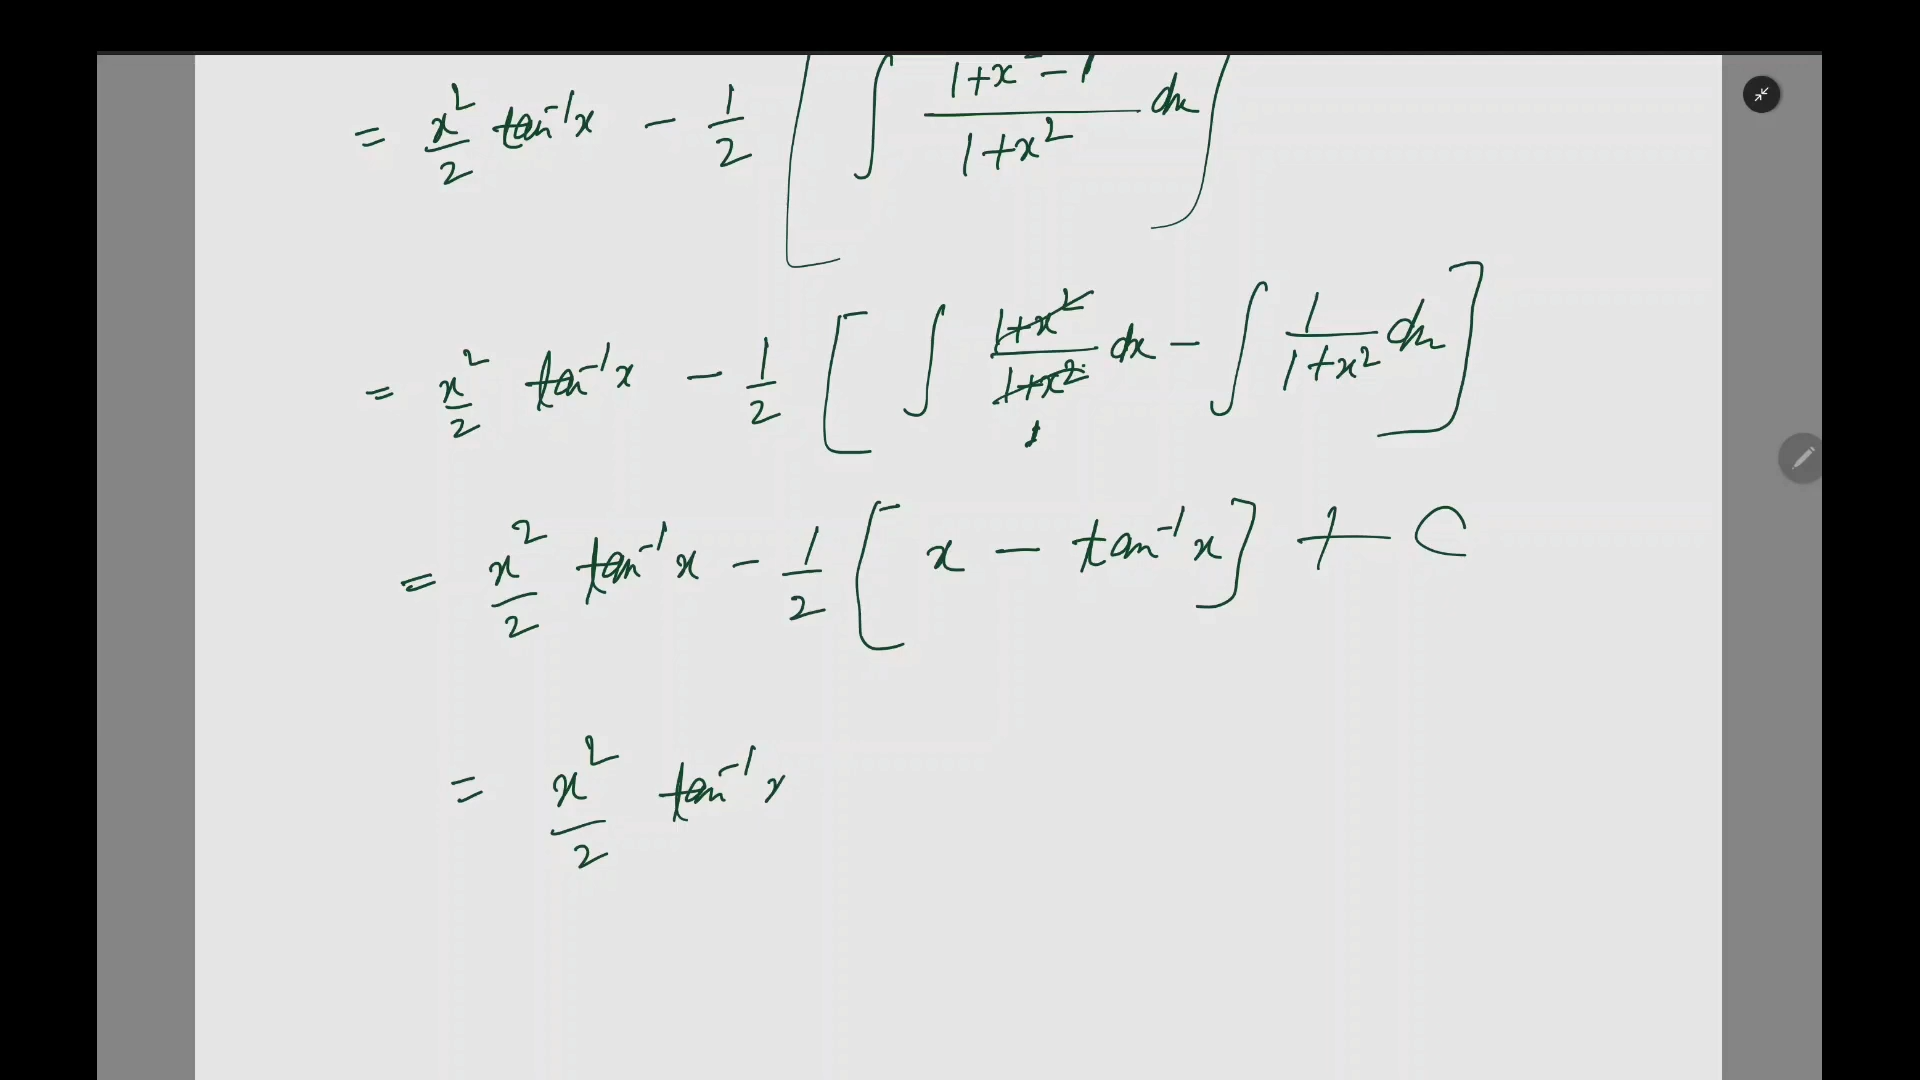 = x²/2 tan⁻¹x - 1/2 [ ∫ (1+x²-1)/(1+x²) dx ]
= x²/2 tan⁻¹x - 1/2 [ ∫ (1+x²)/(1+x²) dx - ∫ 1/(1+x²) dx ]
1
= x²/2 tan⁻¹x - 1/2 [ x - tan⁻¹x ] + C
= x²/2 tan⁻¹x